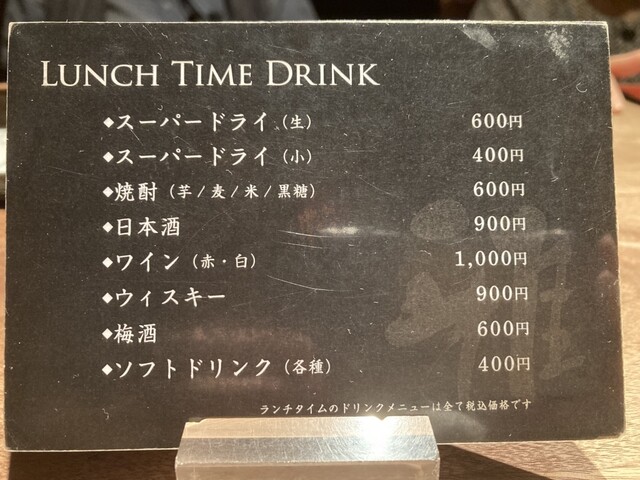 LUNCH TIME DRINK
◆スーパードライ（生） 600円
◆スーパードライ（小） 400円
◆焼酎（芋/麦/米/黒糖） 600円
◆日本酒 900円
◆ワイン（赤・白） 1,000円
◆ウィスキー 900円
◆梅酒 600円
◆ソフトドリンク（各種） 400円
ランチタイムのドリンクメニューは全て税込価格です